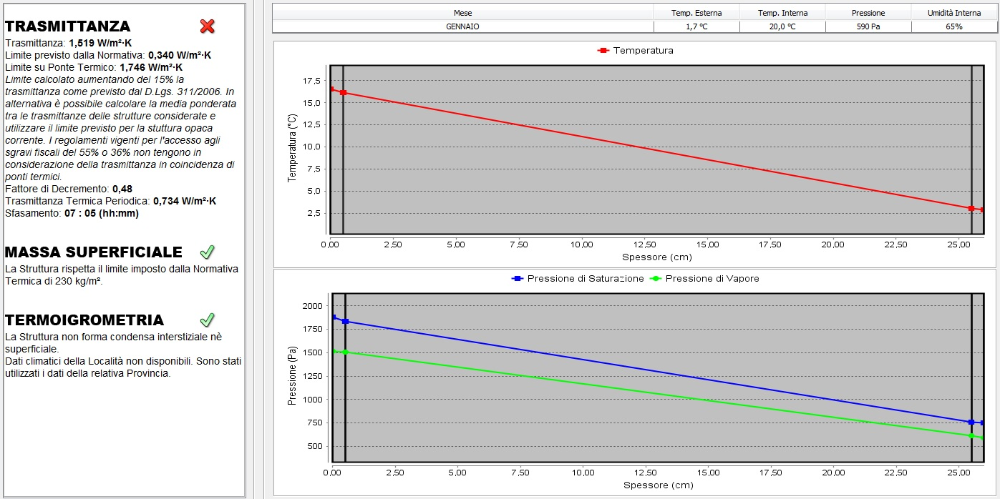 TRASMITTANZA
Trasmittanza: 1,519 W/m²·K
Limite previsto dalla Normativa: 0,340 W/m²·K
Limite su Ponte Termico: 1,746 W/m²·K
Limite calcolato aumentando del 15% la
trasmittanza come previsto dal D.Lgs. 311/2006. In
alternativa è possibile calcolare la media ponderata
tra le trasmittanze delle strutture considerate e
utilizzare il limite previsto per la stuttura opaca
corrente. I regolamenti vigenti per l'accesso agli
sgravi fiscali del 55% o 36% non tengono in
considerazione della trasmittanza in coincidenza di
ponti termici.
Fattore di Decremento: 0,48
Trasmittanza Termica Periodica: 0,734 W/m²·K
Sfasamento: 07 : 05 (hh:mm)
MASSA SUPERFICIALE
La Struttura rispetta il limite imposto dalla Normativa
Termica di 230 kg/m².
TERMOIGROMETRIA
La Struttura non forma condensa interstiziale nè
superficiale.
Dati climatici della Località non disponibili. Sono stati
utilizzati i dati della relativa Provincia.
Mese Temp. Esterna Temp. Interna Pressione Umidità Interna
GENNAIO 1,7 °C 20,0 °C 590 Pa 65%
Temperatura
Temperatura (°C)
17,5
15,0
12,5
10,0
7,5
5,0
2,5
0,00 2,50 5,00 7,50 10,00 12,50 15,00 17,50 20,00 22,50 25,00
Spessore (cm)
Pressione di Saturazione Pressione di Vapore
Pressione (Pa)
2000
1750
1500
1250
1000
750
500
0,00 2,50 5,00 7,50 10,00 12,50 15,00 17,50 20,00 22,50 25,00
Spessore (cm)